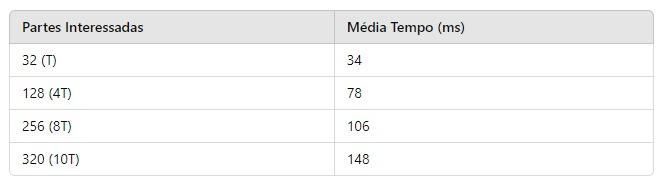 Partes Interessadas Média Tempo (ms)
32 (T) 34
128 (4T) 78
256 (8T) 106
320 (10T) 148